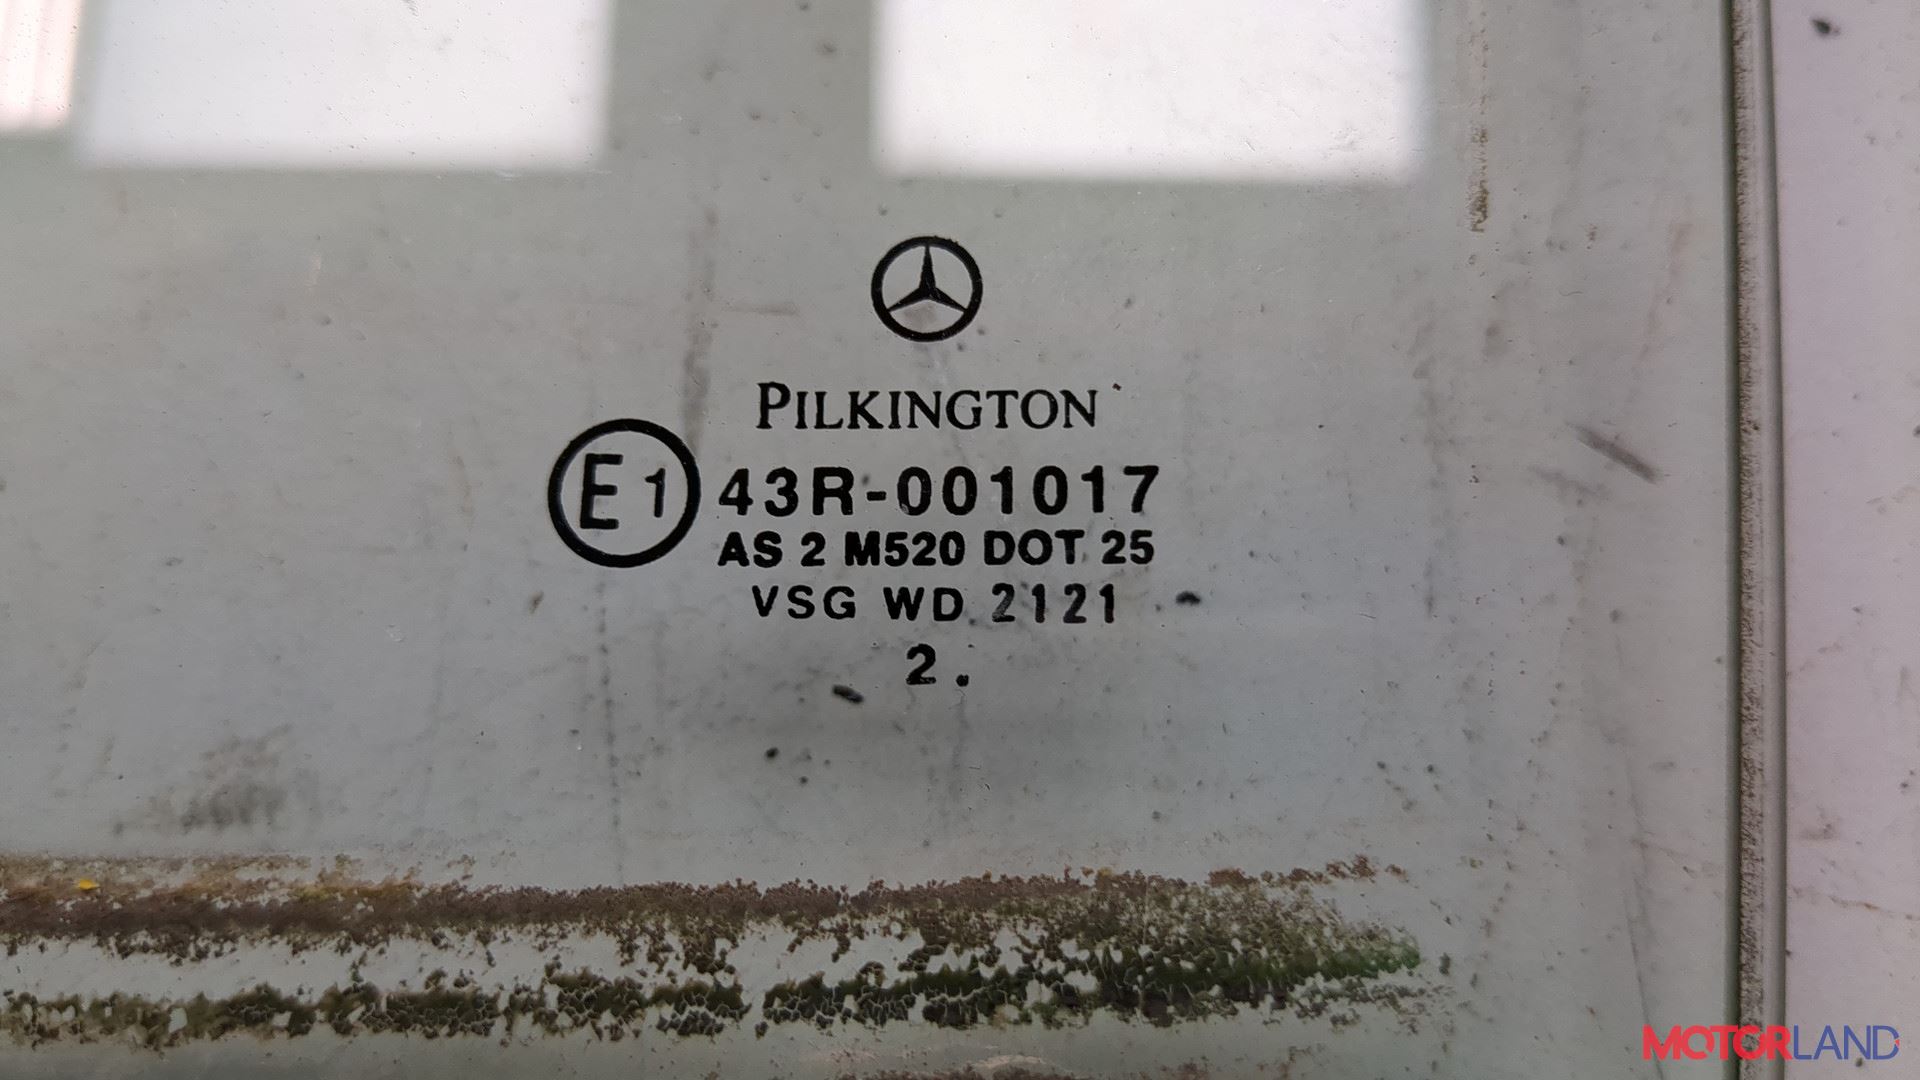 PILKINGTON
E1 43R-001017
AS 2 M520 DOT 25
VSG WD 2121
2 .
MOTORLAND